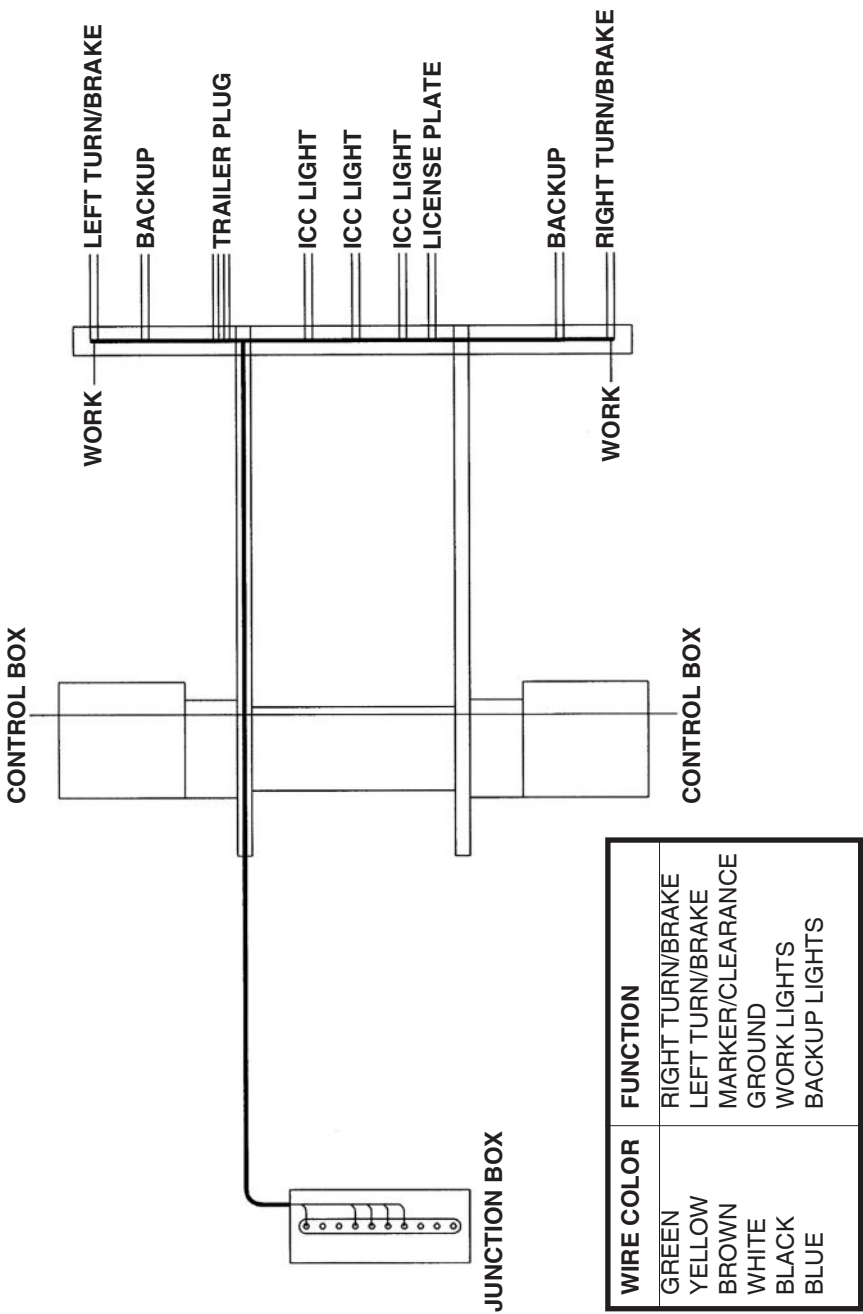 CONTROL BOX
LEFT TURN/BRAKE
BACKUP
TRAILER PLUG
ICC LIGHT
ICC LIGHT
ICC LIGHT
LICENSE PLATE
BACKUP
RIGHT TURN/BRAKE
WORK
WORK
CONTROL BOX
JUNCTION BOX
WIRE COLOR FUNCTION
GREEN RIGHT TURN/BRAKE
YELLOW LEFT TURN/BRAKE
BROWN MARKER/CLEARANCE
WHITE GROUND
BLACK WORK LIGHTS
BLUE BACKUP LIGHTS